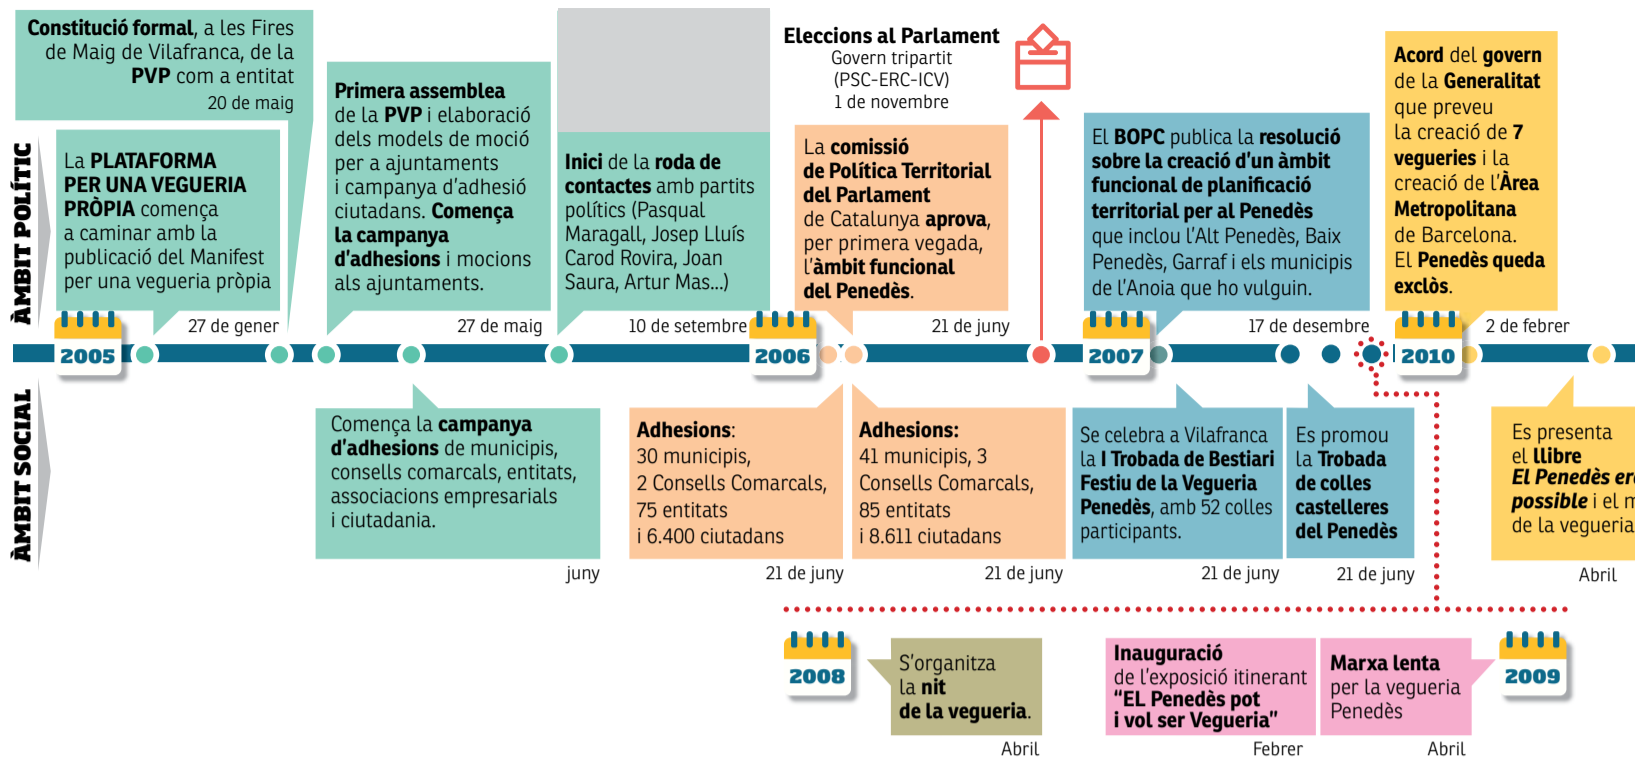 Constitució formal, a les Fires
de Maig de Vilafranca, de la
PVP com a entitat
20 de maig
ÀMBIT POLÍTIC
La PLATAFORMA
PER UNA VEGUERIA
PRÒPIA comença
a caminar amb la
publicació del Manifest
per una vegueria pròpia
27 de gener
Primera assemblea
de la PVP i elaboració
dels models de moció
per a ajuntaments
i campanya d'adhesió
ciutadans. Comença
la campanya
d'adhesions i mocions
als ajuntaments.
27 de maig
Inici de la roda de
contactes amb partits
polítics (Pasqual
Maragall, Josep Lluís
Carod Rovira, Joan
Saura, Artur Mas...)
10 de setembre
Eleccions al Parlament
Govern tripartit
(PSC-ERC-ICV)
1 de novembre
La comissió
de Política Territorial
del Parlament
de Catalunya aprova,
per primera vegada,
l'àmbit funcional
del Penedès.
21 de juny
El BOPC publica la resolució
sobre la creació d'un àmbit
funcional de planificació
territorial per al Penedès
que inclou l'Alt Penedès, Baix
Penedès, Garraf i els municipis
de l'Anoia que ho vulguin.
17 de desembre
Acord del govern
de la Generalitat
que preveu
la creació de 7
vegueries i la
creació de l'Àrea
Metropolitana
de Barcelona.
El Penedès queda
exclòs.
2 de febrer
2005
2006
2007
2010
ÀMBIT SOCIAL
Comença la campanya
d'adhesions de municipis,
consells comarcals, entitats,
associacions empresarials
i ciutadania.
juny
Adhesions:
30 municipis,
2 Consells Comarcals,
75 entitats
i 6.400 ciutadans
21 de juny
Adhesions:
41 municipis, 3
Consells Comarcals,
85 entitats
i 8.611 ciutadans
21 de juny
Se celebra a Vilafranca
la I Trobada de Bestiari
Festiu de la Vegueria
Penedès, amb 52 colles
participants.
21 de juny
Es promou
la Trobada
de colles
castelleres
del Penedès
21 de juny
Es presenta
el llibre
El Penedès
possible i el
de la vegueria
Abril
2008
S'organitza
la nit
de la vegueria.
Abril
Inauguració
de l'exposició itinerant
"EL Penedès pot
i vol ser Vegueria"
Febrer
Marxa lenta
per la vegueria
Penedès
Abril
2009